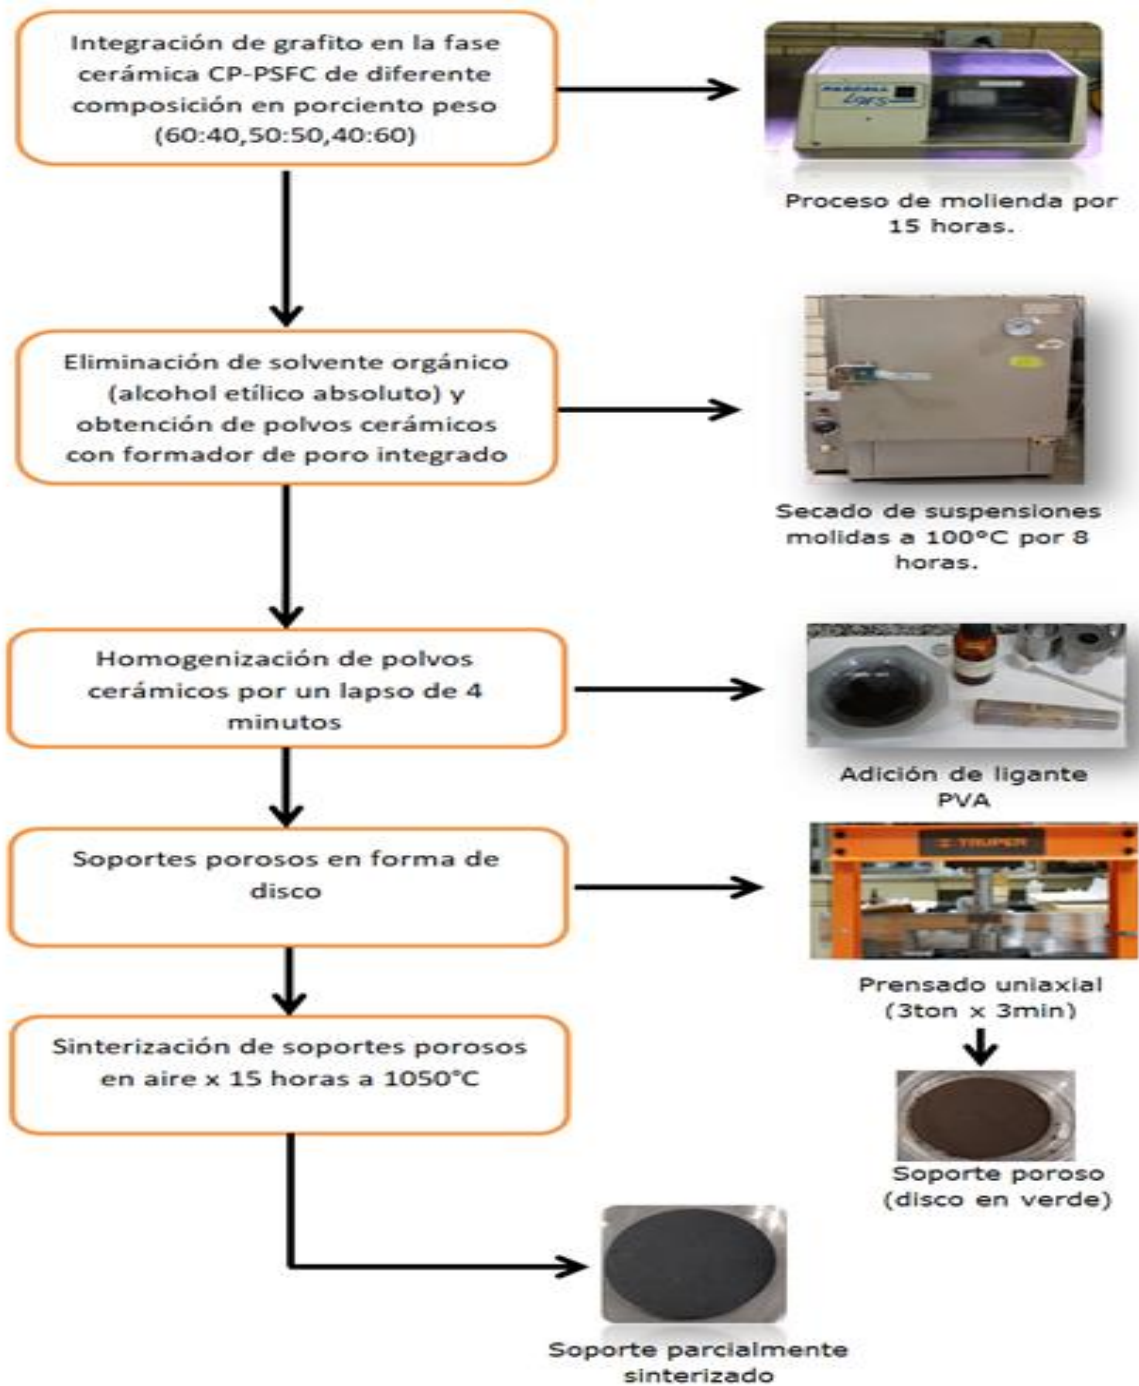 Integración de grafito en la fase
cerámica CP-PSFC de diferente
composición en porciento peso
(60:40,50:50,40:60)
Proceso de molienda por
15 horas.
Eliminación de solvente orgánico
(alcohol etílico absoluto) y
obtención de polvos cerámicos
con formador de poro integrado
Secado de suspensiones
molidas a 100°C por 8
horas.
Homogenización de polvos
cerámicos por un lapso de 4
minutos
Adición de ligante
PVA
Soportes porosos en forma de
disco
TRUPER
Prensado uniaxial
(3ton x 3min)
Sinterización de soportes porosos
en aire x 15 horas a 1050°C
Soporte poroso
(disco en verde)
Soporte parcialmente
sinterizado